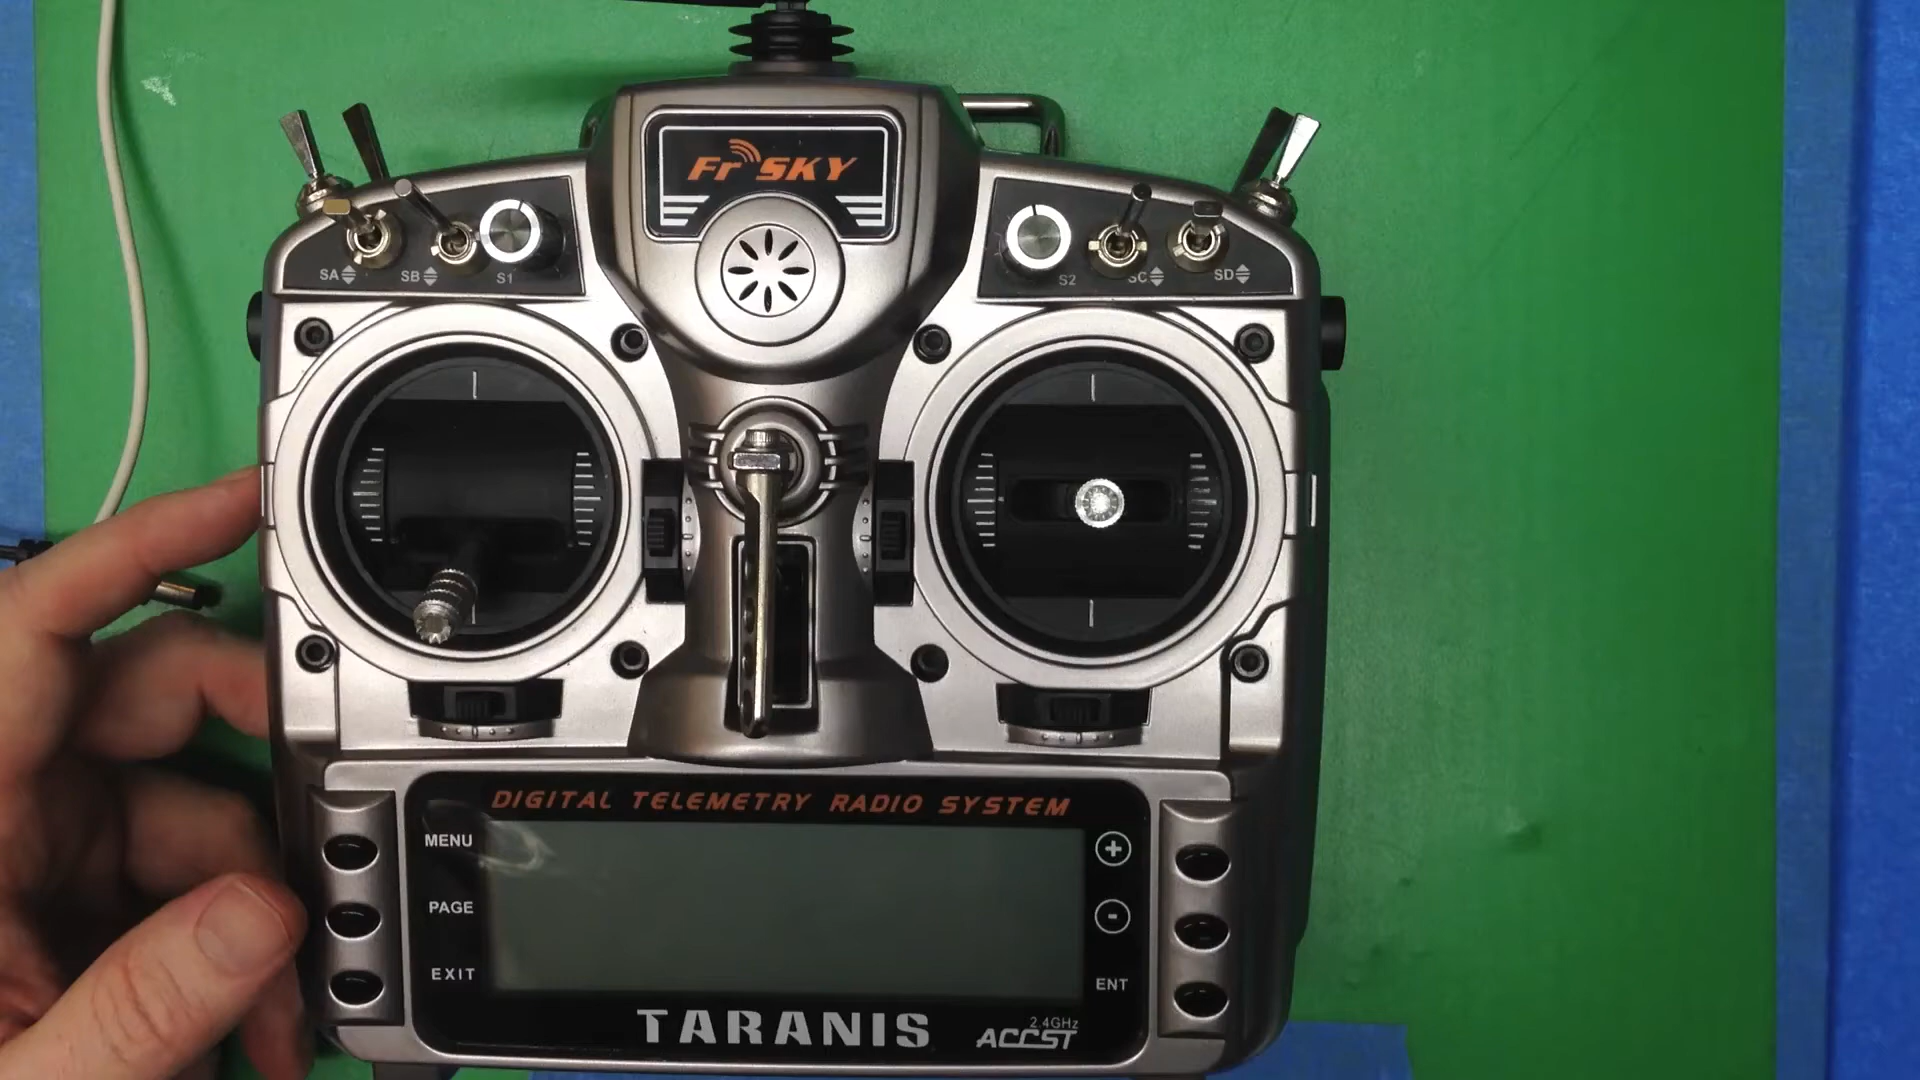 FrSKY
SA SB S1 S2 SC SD
DIGITAL TELEMETRY RADIO SYSTEM
MENU +
PAGE -
EXIT ENT
TARANIS 2.4GHz
ACCST